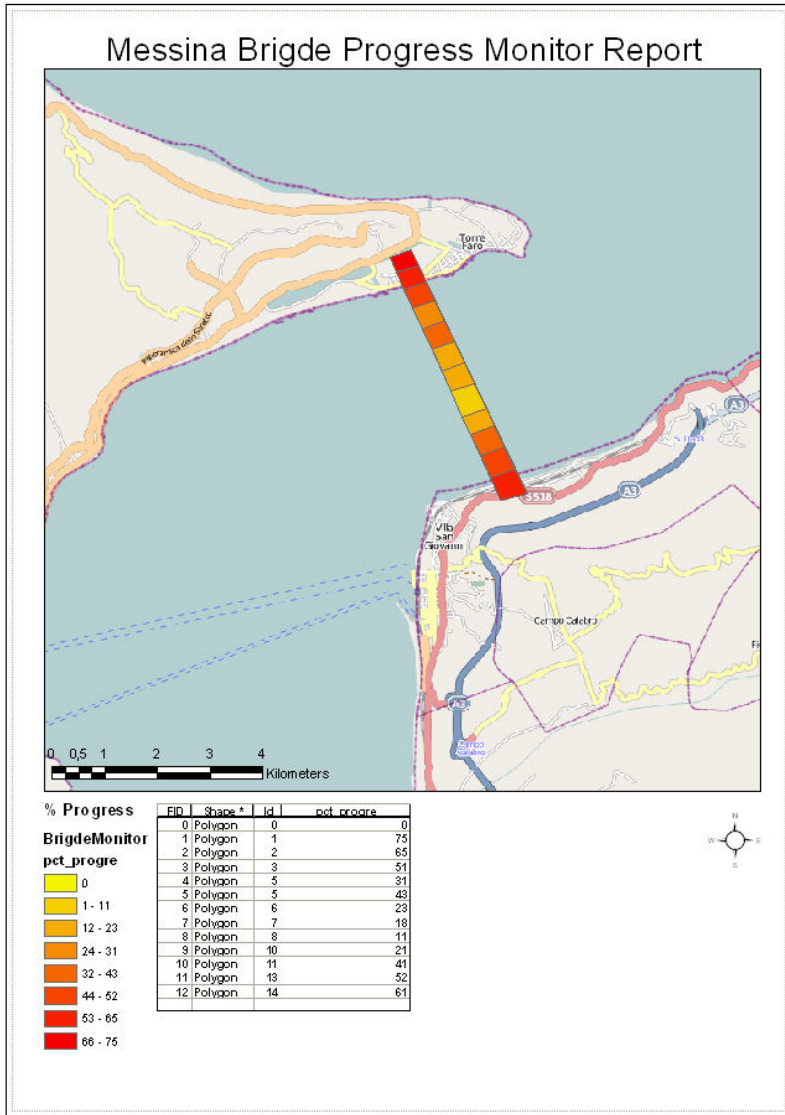 Messina Brigde Progress Monitor Report
Torre
Faro
A3
S518
A3
Villa
San
Giovanni
Campo Calabro
A3
Campo
Calabro
0 0,5 1 2 3 4
Kilometers
% Progress
BrigdeMonitor
pct_progre
0
1 - 11
12 - 23
24 - 31
32 - 43
44 - 52
53 - 65
66 - 75
FID Shape * Id pct_progre
0 Polygon 0 0
1 Polygon 1 75
2 Polygon 2 65
3 Polygon 3 51
4 Polygon 5 31
5 Polygon 5 43
6 Polygon 6 23
7 Polygon 7 18
8 Polygon 8 11
9 Polygon 10 21
10 Polygon 11 41
11 Polygon 13 52
12 Polygon 14 61
N
W E
S